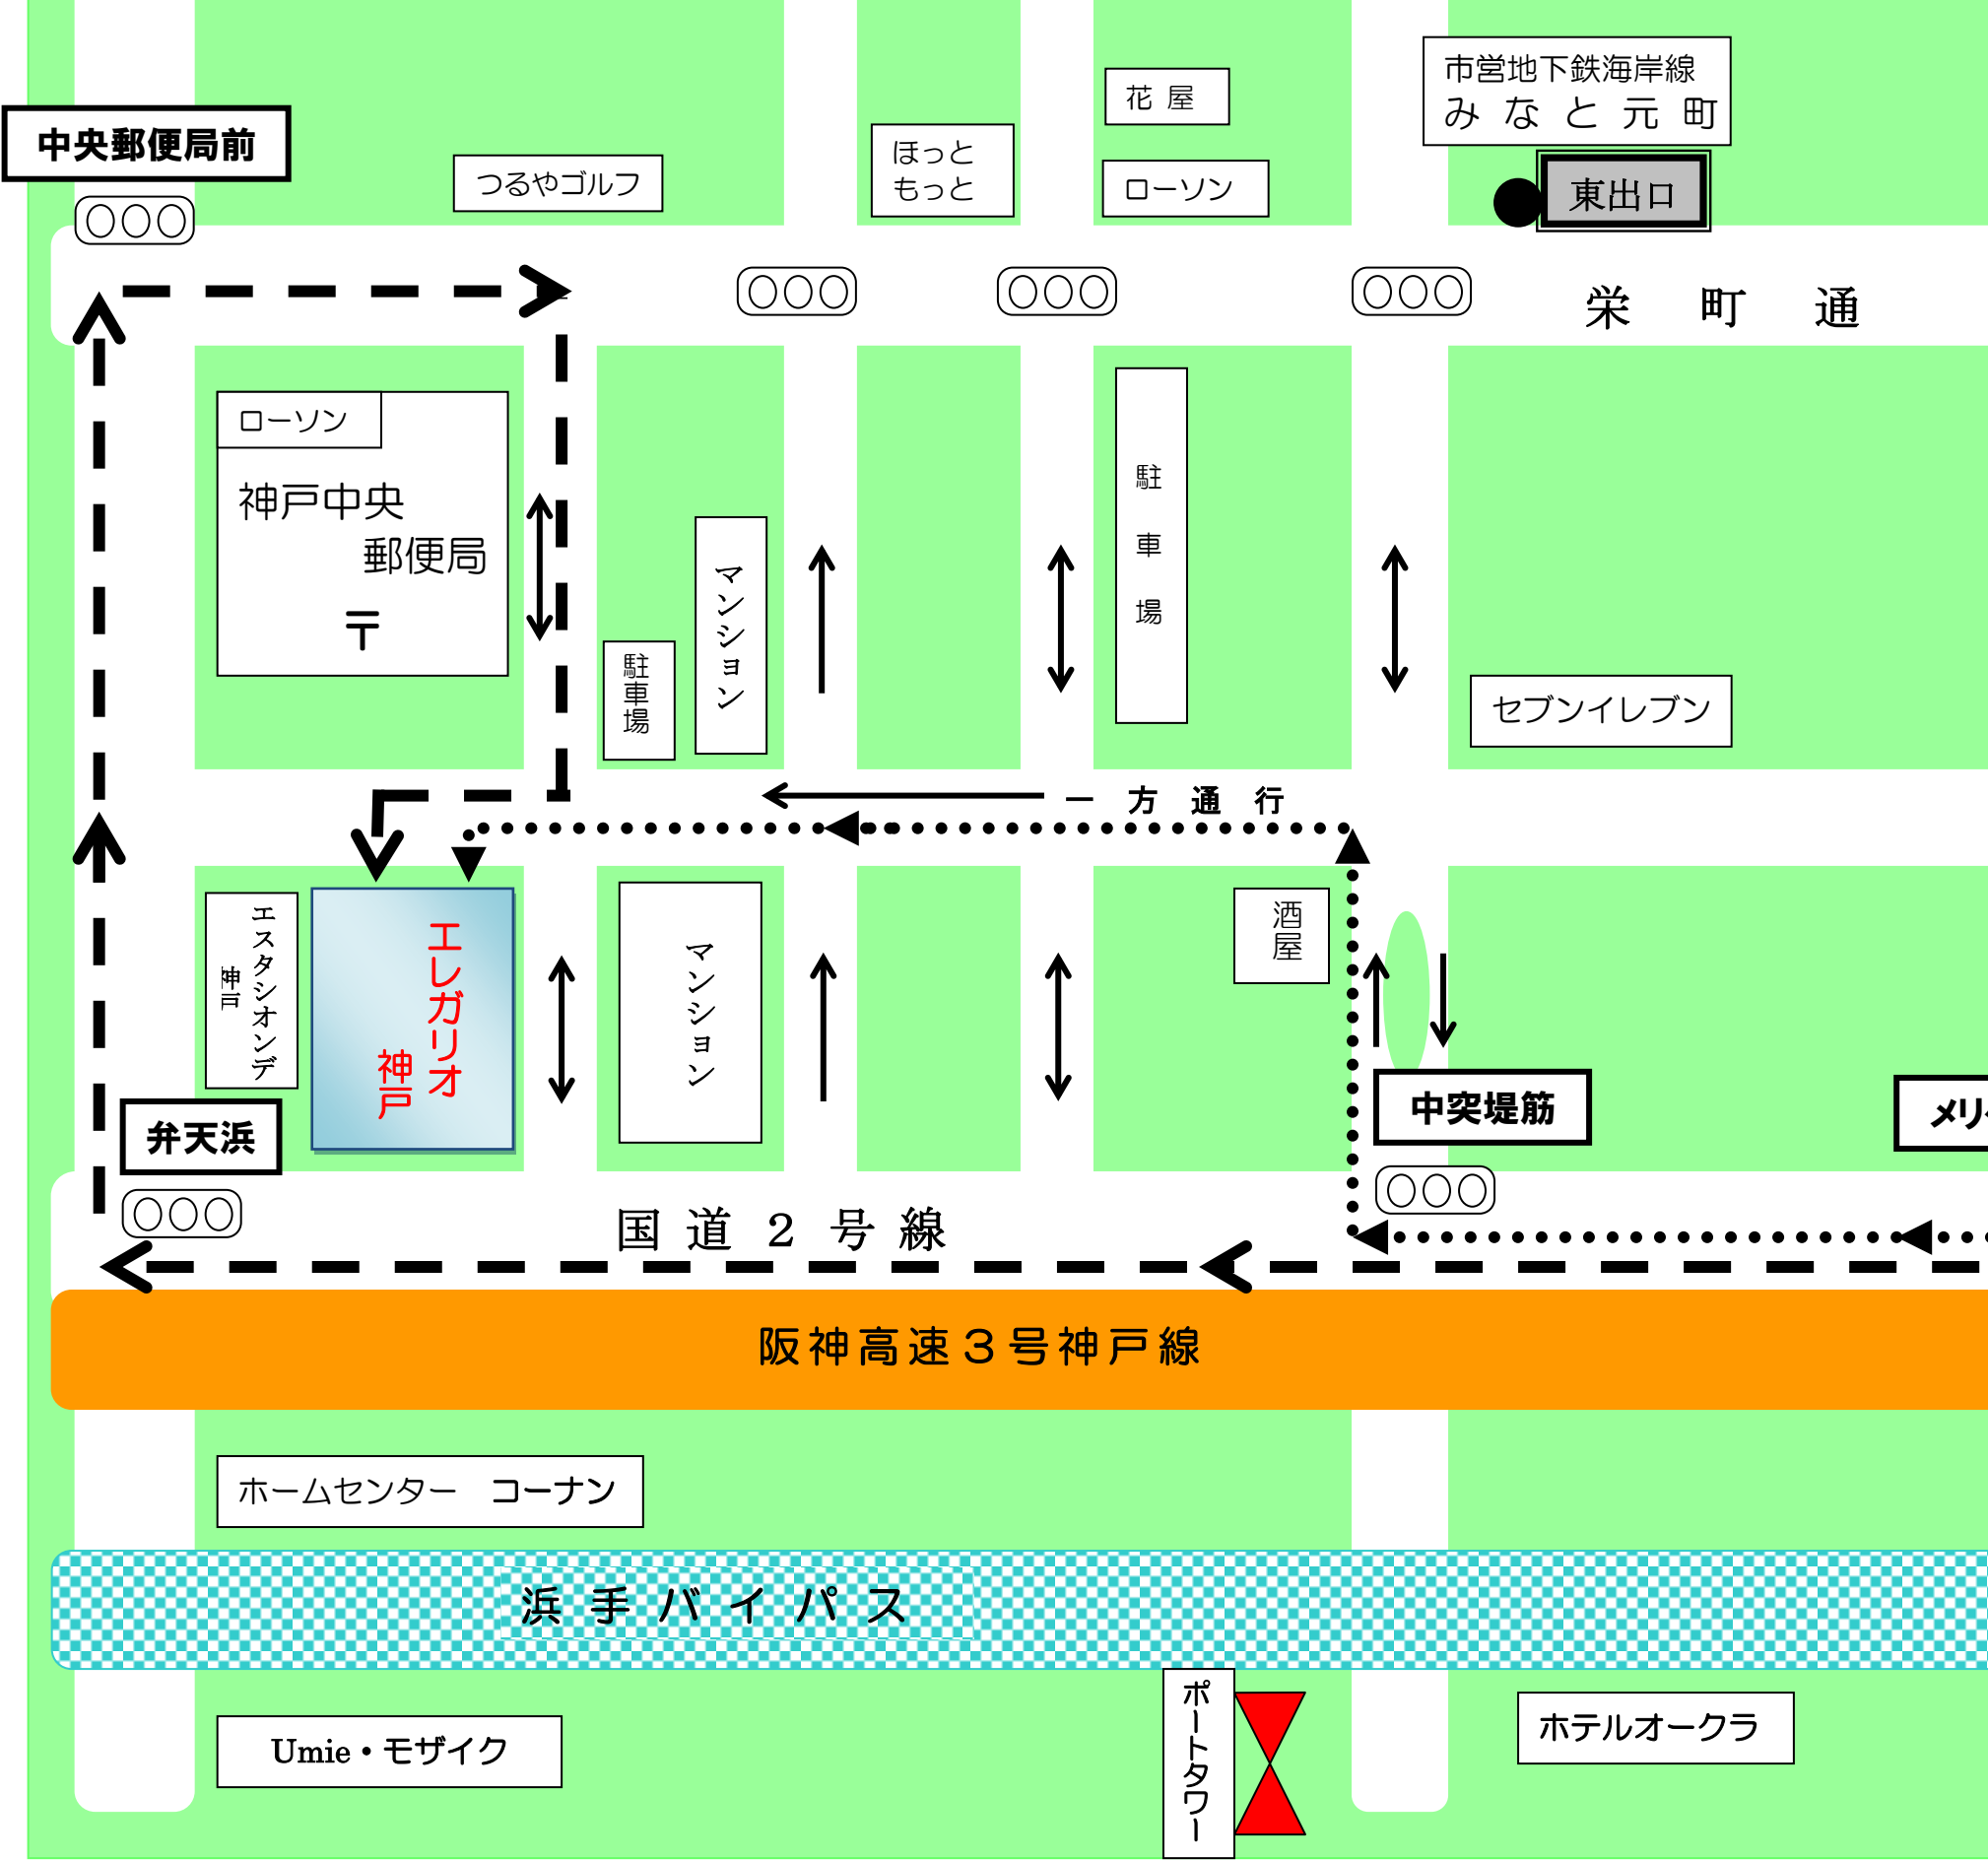 市営地下鉄海岸線
みなと元町
東出口
花屋
ローソン
ほっと
もっと
中央郵便局前
つるやゴルフ
栄町通
ローソン
神戸中央
郵便局
〒
駐車場
マンション
駐車場
セブンイレブン
一方通行
エスタシオンデ
神戸
エレガリオ
神戸
マンション
酒屋
弁天浜
中突堤筋
メリ
国道2号線
阪神高速3号神戸線
ホームセンター コーナン
浜手バイパス
ポートタワー
Umie・モザイク
ホテルオークラ